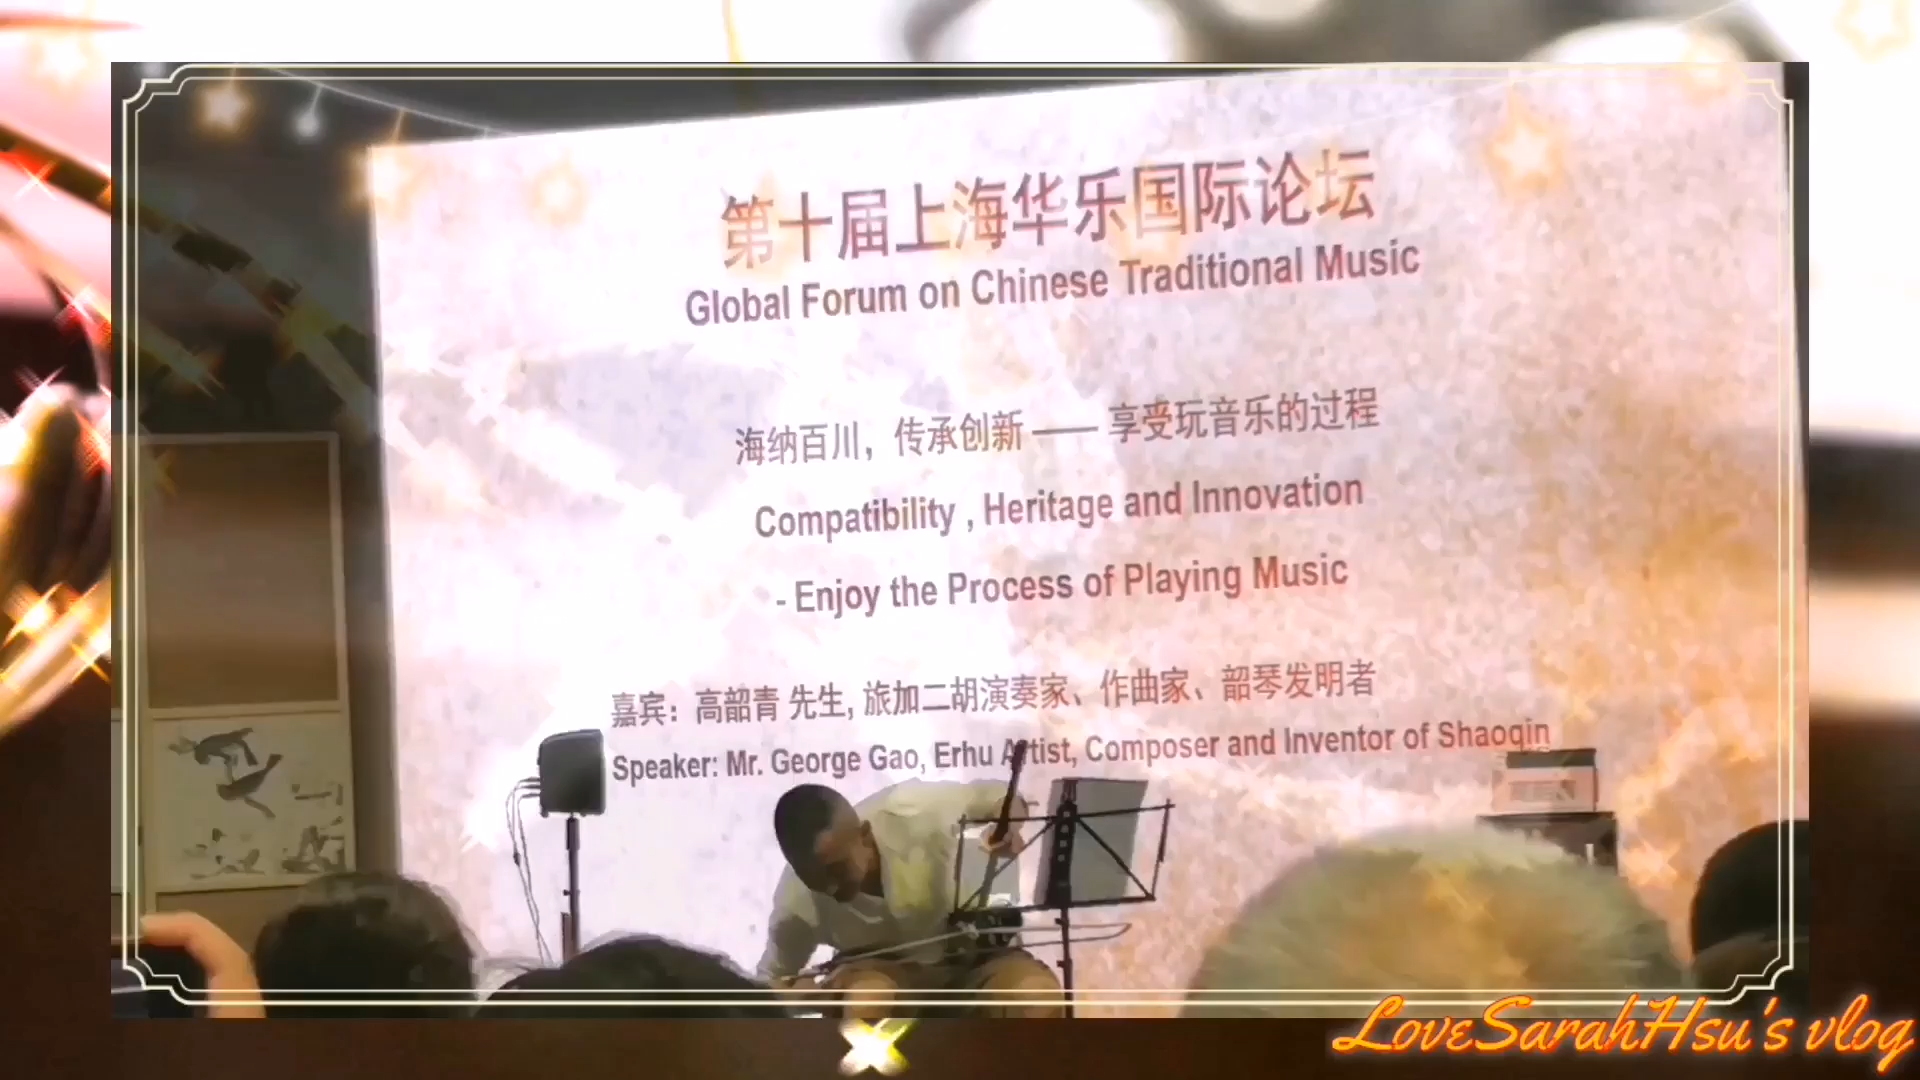 第十届上海华乐国际论坛
Global Forum on Chinese Traditional Music
海纳百川，传承创新 —— 享受玩音乐的过程
Compatibility , Heritage and Innovation
- Enjoy the Process of Playing Music
嘉宾：高韶青 先生, 旅加二胡演奏家、作曲家、韶琴发明者
Speaker: Mr. George Gao, Erhu Artist, Composer and Inventor of Shaoqin
LoveSarahHsu's vlog